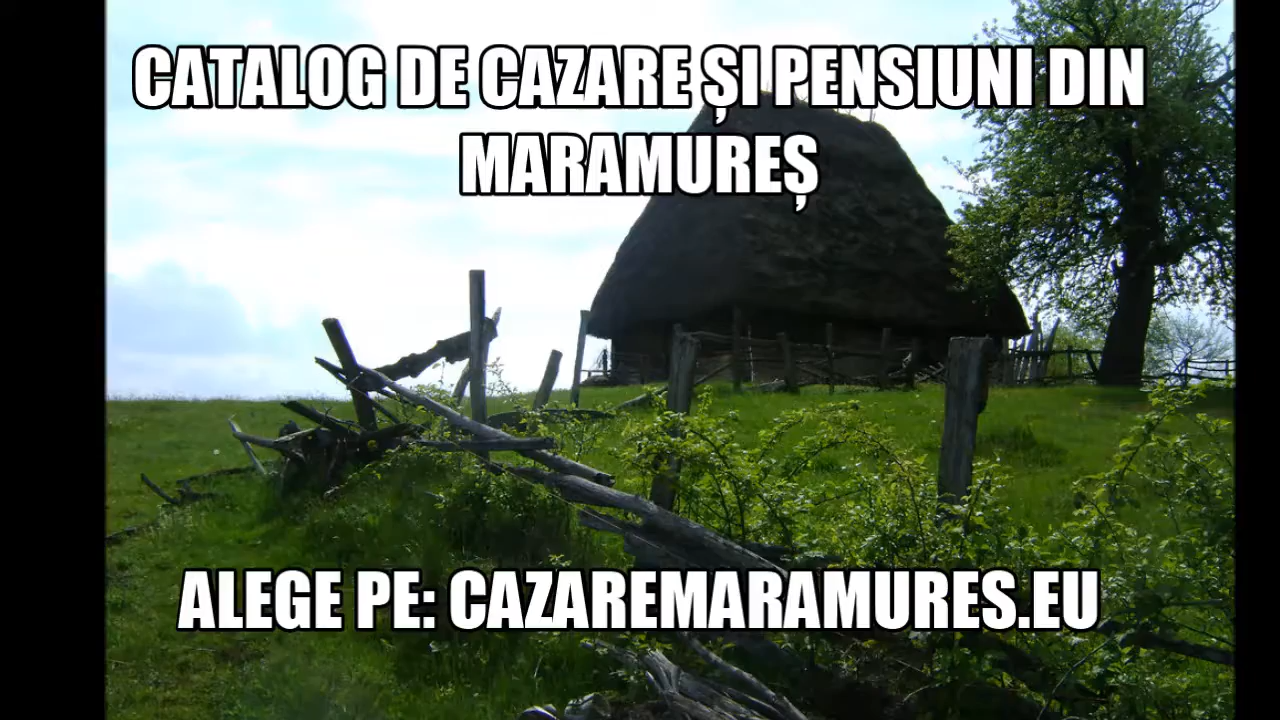 CATALOG DE CAZARE ȘI PENSIUNI DIN
MARAMUREȘ
ALEGE PE: CAZAREMARAMURES.EU